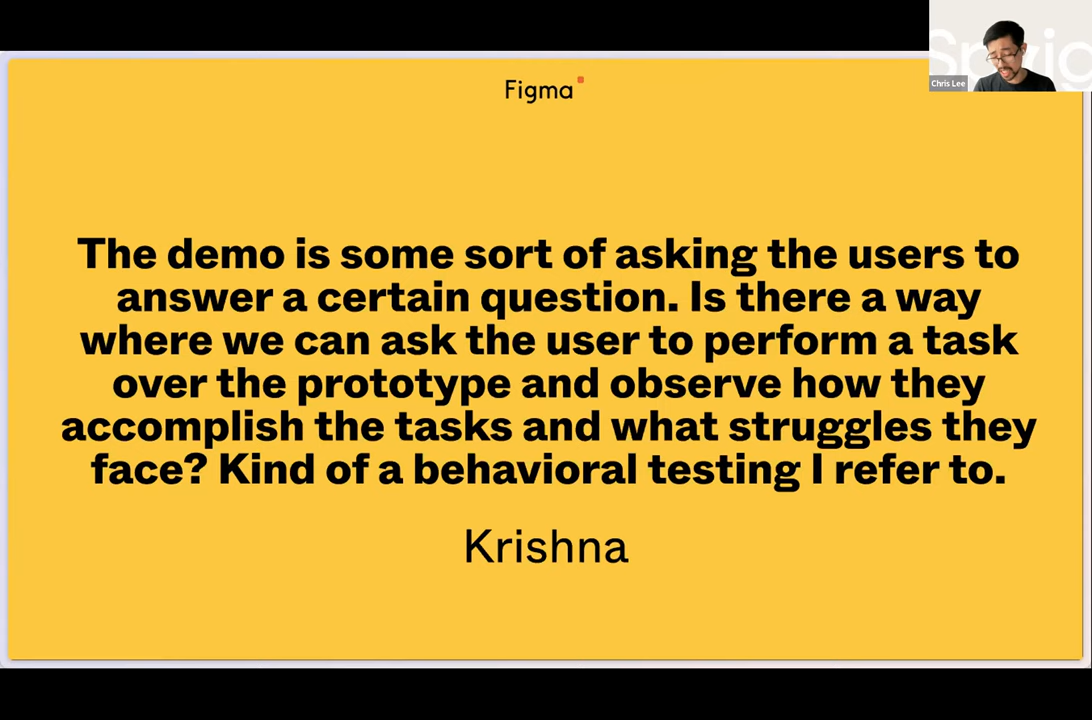 Figma
Chris Lee
The demo is some sort of asking the users to
answer a certain question. Is there a way
where we can ask the user to perform a task
over the prototype and observe how they
accomplish the tasks and what struggles they
face? Kind of a behavioral testing I refer to.
Krishna